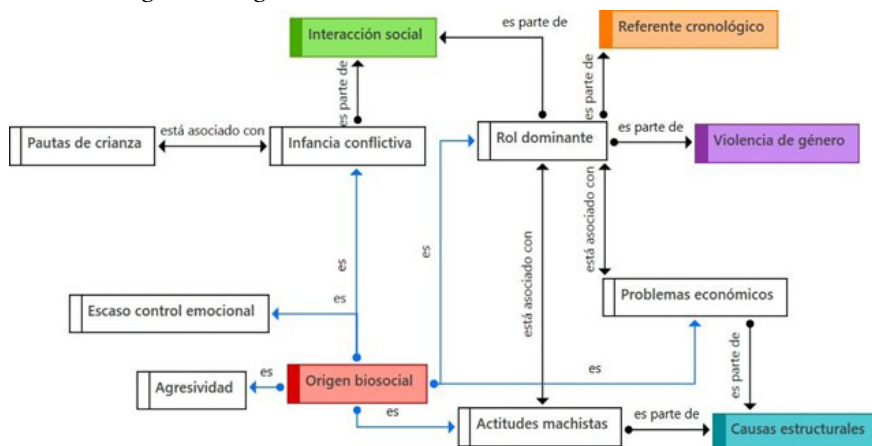 es parte de
Referente cronológico
Interacción social
es parte de
es parte de
Pautas de crianza
está asociado con
Infancia conflictiva
Rol dominante
es parte de
Violencia de género
es
es
está asociado con
está asociado con
Problemas económicos
Escaso control emocional
es
es parte de
Agresividad
es
Origen biosocial
es
es
Actitudes machistas
es parte de
Causas estructurales